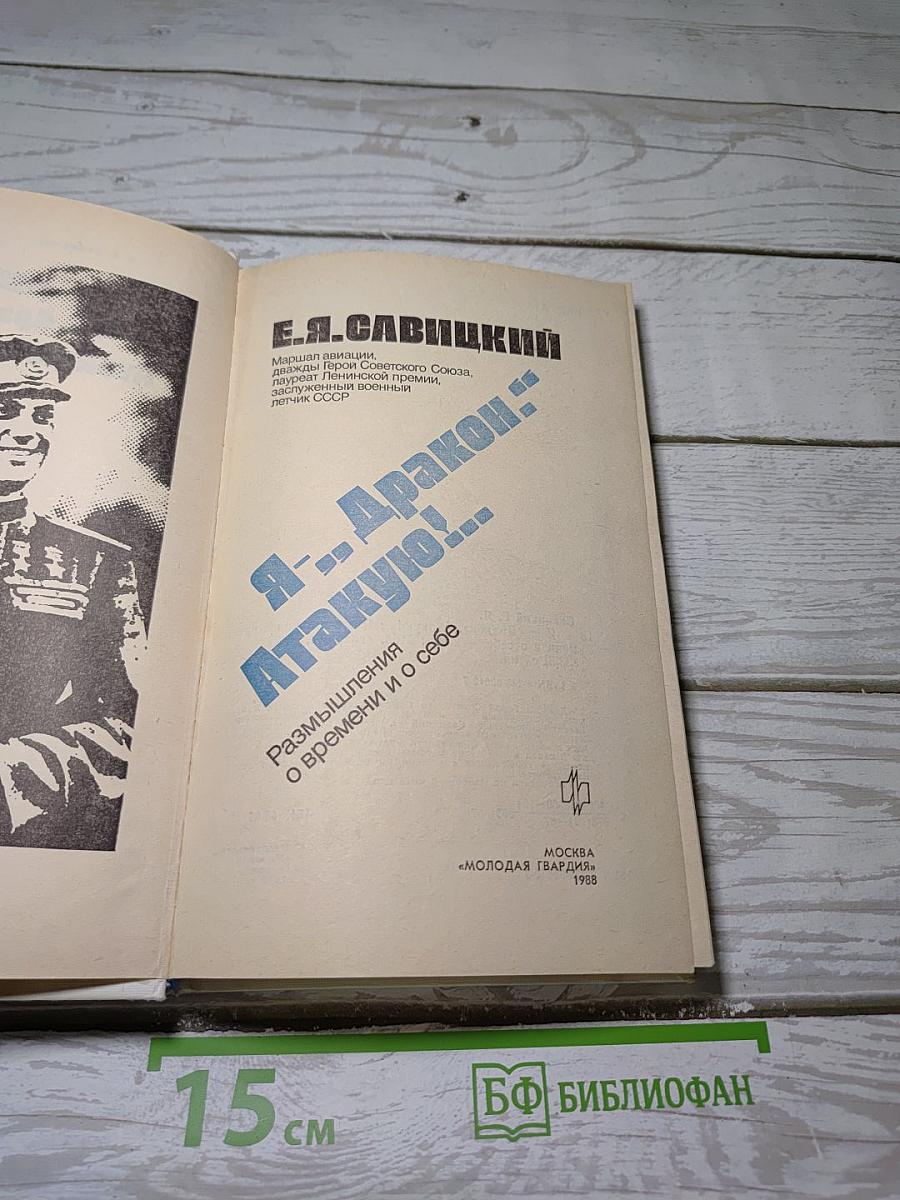 Е.Я.САВИЦКИЙ
Маршал авиации,
дважды Герой Советского Союза,
лауреат Ленинской премии,
заслуженный военный
летчик СССР
Я-„Дракон.“
Атакую!..
Размышления
о времени и о себе
МОСКВА
«МОЛОДАЯ ГВАРДИЯ»
1988
15 см
БФ БИБЛИОФАН